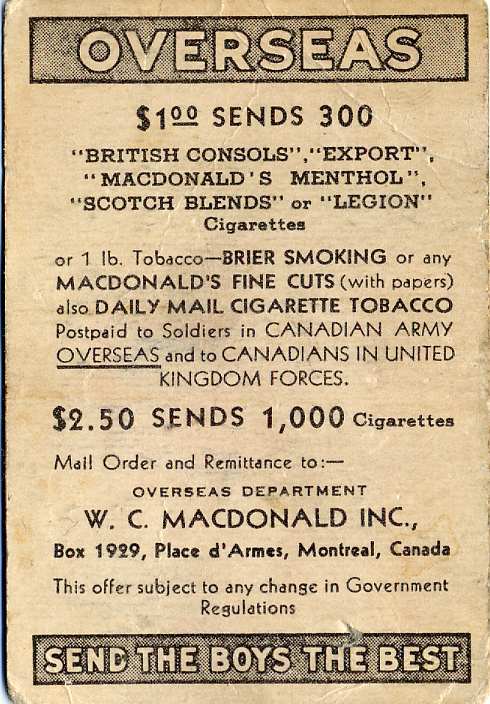 OVERSEAS
$1.00 SENDS 300
"BRITISH CONSOLS", "EXPORT",
"MACDONALD'S MENTHOL",
"SCOTCH BLENDS" or "LEGION"
Cigarettes
or 1 lb. Tobacco—BRIER SMOKING or any
MACDONALD'S FINE CUTS (with papers)
also DAILY MAIL CIGARETTE TOBACCO
Postpaid to Soldiers in CANADIAN ARMY
OVERSEAS and to CANADIANS IN UNITED
KINGDOM FORCES.
$2.50 SENDS 1,000 Cigarettes
Mail Order and Remittance to:—
OVERSEAS DEPARTMENT
W. C. MACDONALD INC.,
Box 1929, Place d'Armes, Montreal, Canada
This offer subject to any change in Government
Regulations
SEND THE BOYS THE BEST